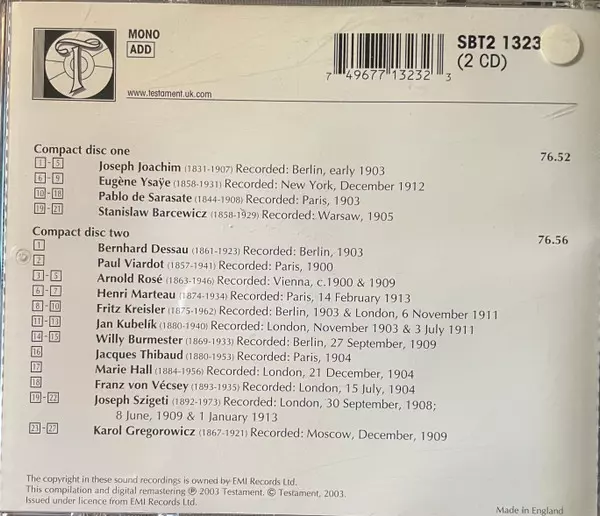 MONO
ADD
SBT2 1323
(2 CD)
7 49677 13232 3
www.testament.uk.com
Compact disc one 76.52
1-5 Joseph Joachim (1831-1907) Recorded: Berlin, early 1903
6-9 Eugène Ysaÿe (1858-1931) Recorded: New York, December 1912
10-18 Pablo de Sarasate (1844-1908) Recorded: Paris, 1903
19-21 Stanislaw Barcewicz (1858-1929) Recorded: Warsaw, 1905
Compact disc two 76.56
1 Bernhard Dessau (1861-1923) Recorded: Berlin, 1903
2 Paul Viardot (1857-1941) Recorded: Paris, 1900
3-5 Arnold Rosé (1863-1946) Recorded: Vienna, c.1900 & 1909
6-7 Henri Marteau (1874-1934) Recorded: Paris, 14 February 1913
8-10 Fritz Kreisler (1875-1962) Recorded: Berlin, 1903 & London, 6 November 1911
11-13 Jan Kubelík (1880-1940) Recorded: London, November 1903 & 3 July 1911
14-15 Willy Burmester (1869-1933) Recorded: Berlin, 27 September, 1909
16 Jacques Thibaud (1880-1953) Recorded: Paris, 1904
17 Marie Hall (1884-1956) Recorded: London, 21 December, 1904
18 Franz von Vécsey (1893-1935) Recorded: London, 15 July, 1904
19-22 Joseph Szigeti (1892-1973) Recorded: London, 30 September, 1908;
8 June, 1909 & 1 January 1913
23-27 Karol Gregorowicz (1867-1921) Recorded: Moscow, December, 1909
The copyright in these sound recordings is owned by EMI Records Ltd.
This compilation and digital remastering ℗ 2003 Testament. © Testament, 2003.
Issued under licence from EMI Records Ltd.
Made in England